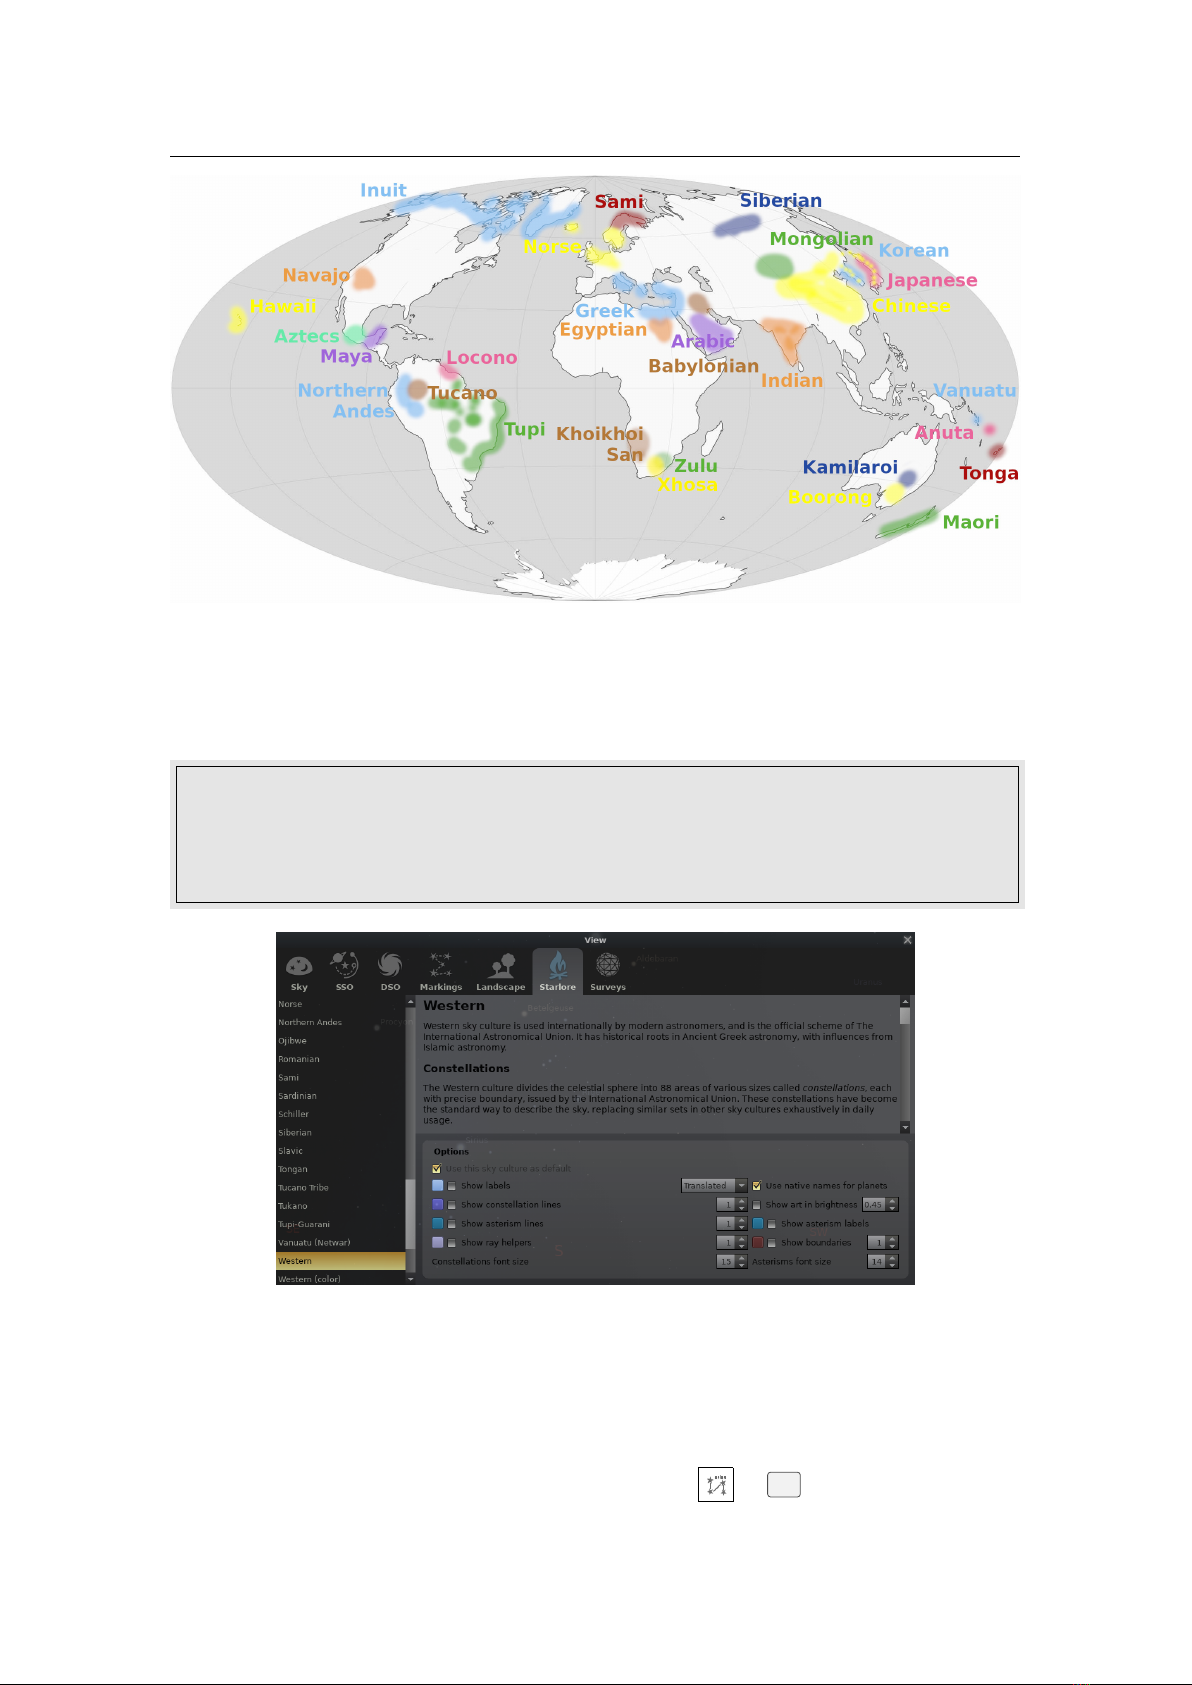 Inuit
Sami
Siberian
Norse
Mongolian
Korean
Navajo
Japanese
Hawaii
Greek
Chinese
Aztecs
Egyptian
Arabic
Maya
Locono
Babylonian
Indian
Northern
Andes
Tucano
Vanuatu
Tupi
Khoikhoi
San
Anuta
Zulu
Kamilaroi
Tonga
Xhosa
Boorong
Maori
View
Sky SSO DSO Markings Landscape Starlore Surveys
Norse
Northern Andes
Ojibwe
Romanian
Sami
Sardinian
Schiller
Siberian
Slavic
Tongan
Tucano Tribe
Tukano
Tupi-Guarani
Vanuatu (Netwar)
Western
Western (color)
Western
Western sky culture is used internationally by modern astronomers, and is the official scheme of The
International Astronomical Union. It has historical roots in Ancient Greek astronomy, with influences from
Islamic astronomy.
Constellations
The Western culture divides the celestial sphere into 88 areas of various sizes called constellations, each
with precise boundary, issued by the International Astronomical Union. These constellations have become
the standard way to describe the sky, replacing similar sets in other sky cultures exhaustively in daily
usage.
Options
Use this sky culture as default
Show labels Translated Use native names for planets
Show constellation lines 1 Show art in brightness 0.45
Show asterism lines 1 Show asterism labels
Show ray helpers 1 Show boundaries 1
Constellations font size 15 Asterisms font size 14